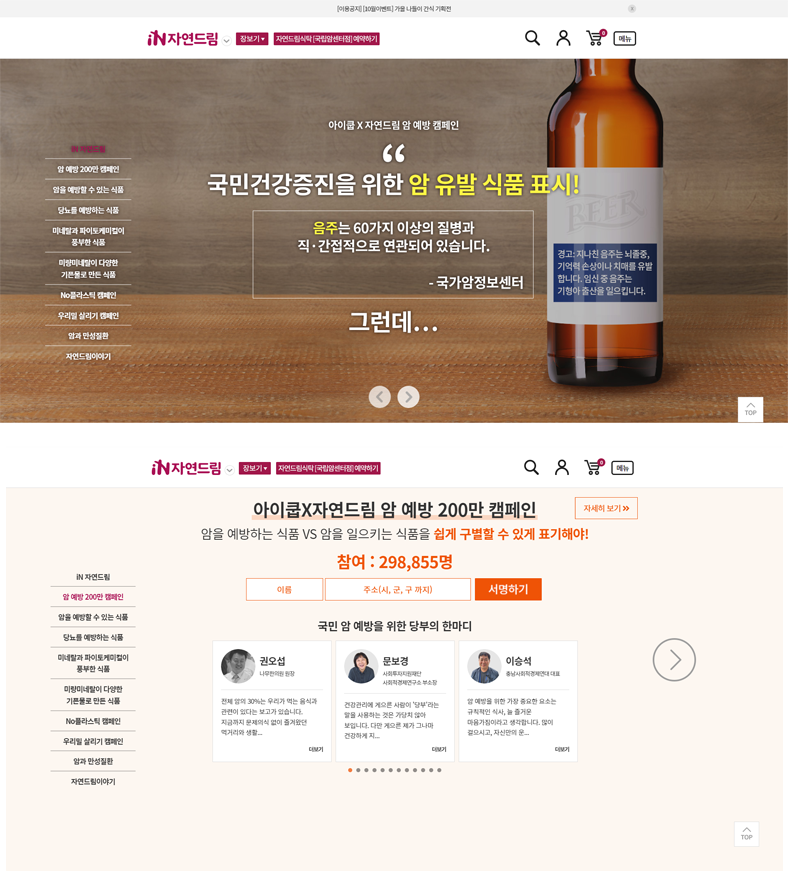 [이용공지] [10월이벤트] 가을 나들이 간식 기획전
iN 자연드림
장보기
자연드림식탁 [국립암센터점] 예약하기
0
메뉴
아이쿱 X 자연드림 암 예방 캠페인
“
국민건강증진을 위한 암 유발 식품 표시!
음주는 60가지 이상의 질병과
직·간접적으로 연관되어 있습니다.
- 국가암정보센터
그런데...
iN 자연드림
암 예방 200만 캠페인
암을 예방할 수 있는 식품
당뇨를 예방하는 식품
미네랄과 파이토케미컬이
풍부한 식품
미량미네랄이 다양한
기픈물로 만든 식품
No플라스틱 캠페인
우리밀 살리기 캠페인
암과 만성질환
자연드림이야기
BEER
경고: 지나친 음주는 뇌졸중,
기억력 손상이나 치매를 유발
합니다. 임신 중 음주는
기형아 출산을 일으킵니다.
TOP
iN 자연드림
장보기
자연드림식탁 [국립암센터점] 예약하기
0
메뉴
아이쿱X자연드림 암 예방 200만 캠페인
자세히 보기 »
암을 예방하는 식품 VS 암을 일으키는 식품을 쉽게 구별할 수 있게 표기해야!
참여 : 298,855명
이름
주소(시, 군, 구 까지)
서명하기
iN 자연드림
암 예방 200만 캠페인
암을 예방할 수 있는 식품
당뇨를 예방하는 식품
미네랄과 파이토케미컬이
풍부한 식품
미량미네랄이 다양한
기픈물로 만든 식품
No플라스틱 캠페인
우리밀 살리기 캠페인
암과 만성질환
자연드림이야기
국민 암 예방을 위한 당부의 한마디
권오섭
나무한의원 원장
전체 암의 30%는 우리가 먹는 음식과
관련이 있다는 보고가 있습니다.
지금까지 문제의식 없이 즐겨왔던
먹거리와 생활...
더보기
문보경
사회투자지원재단
사회적경제연구소 부소장
건강관리에 게으른 사람이 '당부'라는
말을 사용하는 것은 가당치 않아
보입니다. 다만 게으른 제가 그나마
건강하게 지...
더보기
이승석
충남사회적경제연대 대표
암 예방을 위한 가장 중요한 요소는
규칙적인 식사, 늘 즐거운
마음가짐이라고 생각합니다. 많이
걸으시고, 자신만의 운...
더보기
TOP